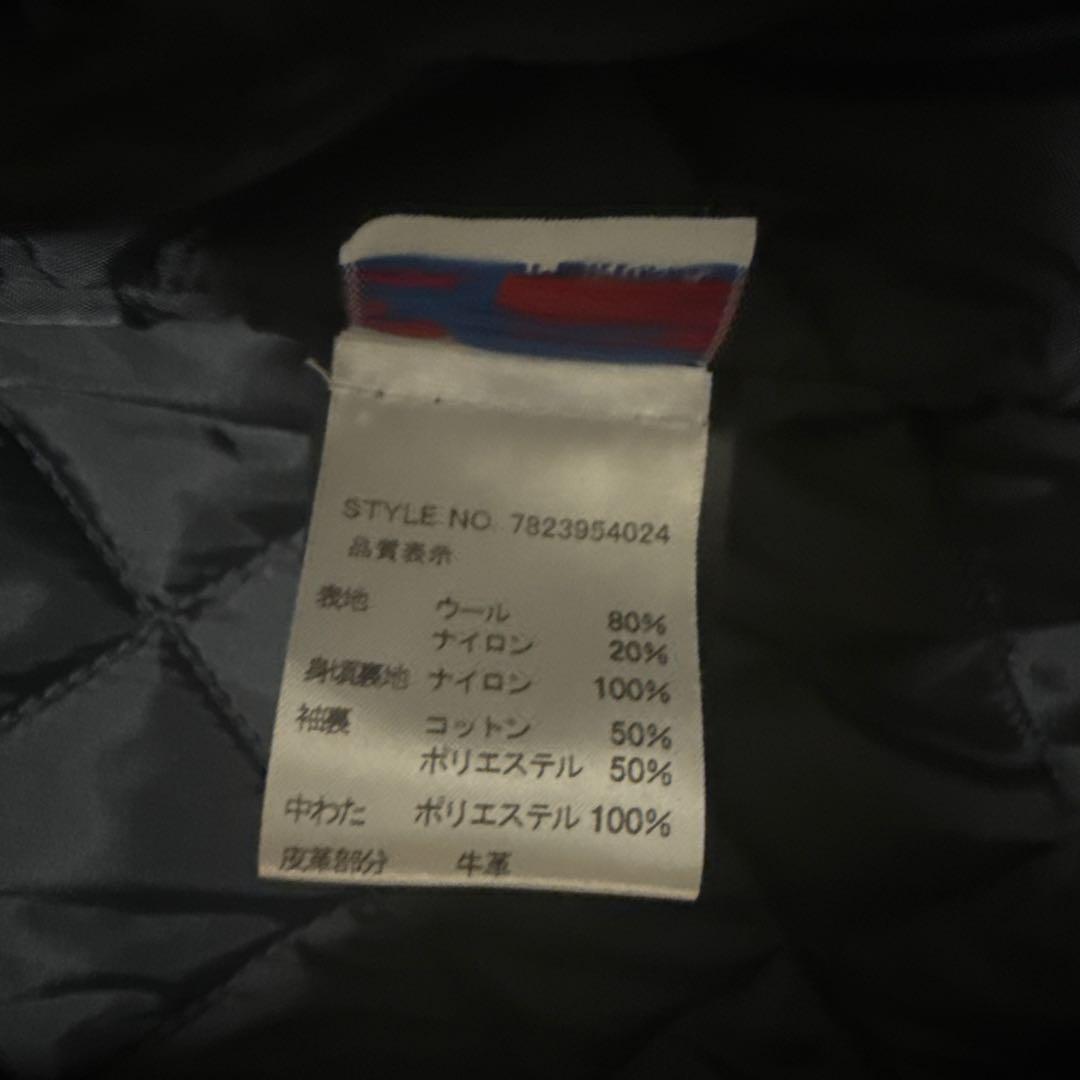 STYLE NO. 7823954024
品質表示
表地 ウール 80%
ナイロン 20%
身頃裏地 ナイロン 100%
袖裏 コットン 50%
ポリエステル 50%
中わた ポリエステル 100%
皮革部分 牛革